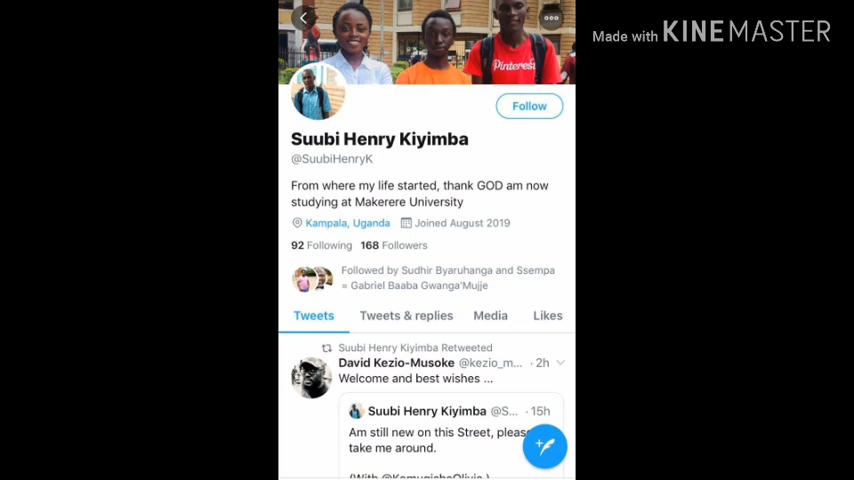 Made with KINEMASTER
Pinterest
Follow
Suubi Henry Kiyimba
@SuubiHenryK
From where my life started, thank GOD am now
studying at Makerere University
Kampala, Uganda Joined August 2019
92 Following 168 Followers
Followed by Sudhir Byaruhanga and Ssempa
= Gabriel Baaba Gwanga'Mujje
Tweets Tweets & replies Media Likes
Suubi Henry Kiyimba Retweeted
David Kezio-Musoke @kezio_m... · 2h
Welcome and best wishes ...
Suubi Henry Kiyimba @S... · 15h
Am still new on this Street, please
take me around.
(With